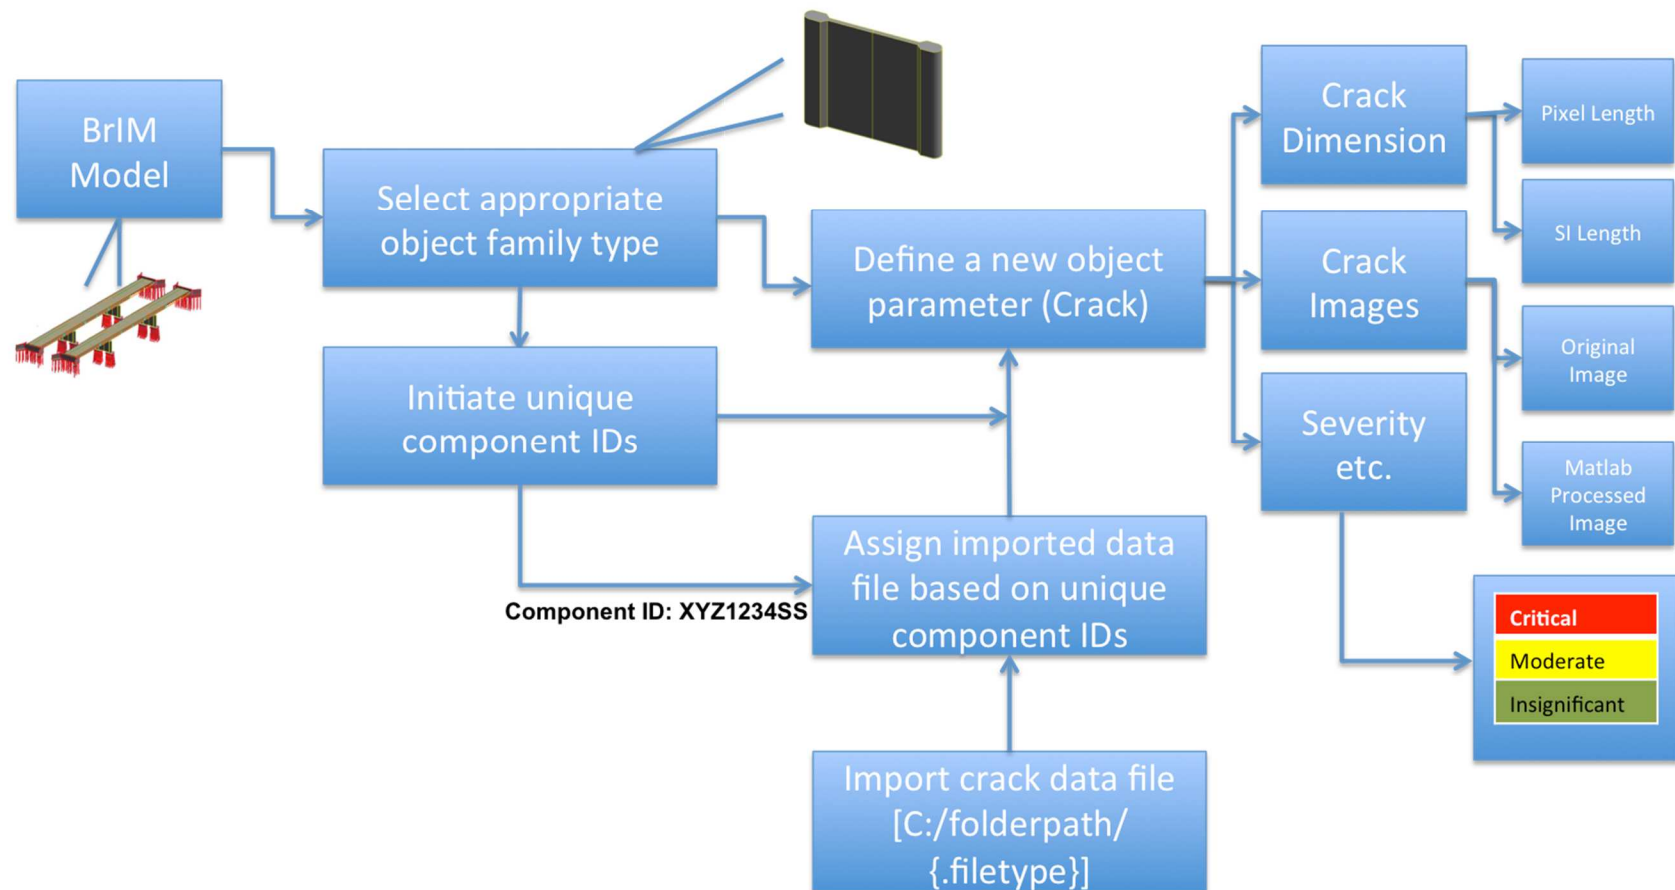 BrIM
Model
Select appropriate
object family type
Initiate unique
component IDs
Component ID: XYZ1234SS
Define a new object
parameter (Crack)
Assign imported data
file based on unique
component IDs
Import crack data file
[C:/folderpath/
{.filetype}]
Crack
Dimension
Crack
Images
Severity
etc.
Pixel Length
SI Length
Original
Image
Matlab
Processed
Image
Critical
Moderate
Insignificant